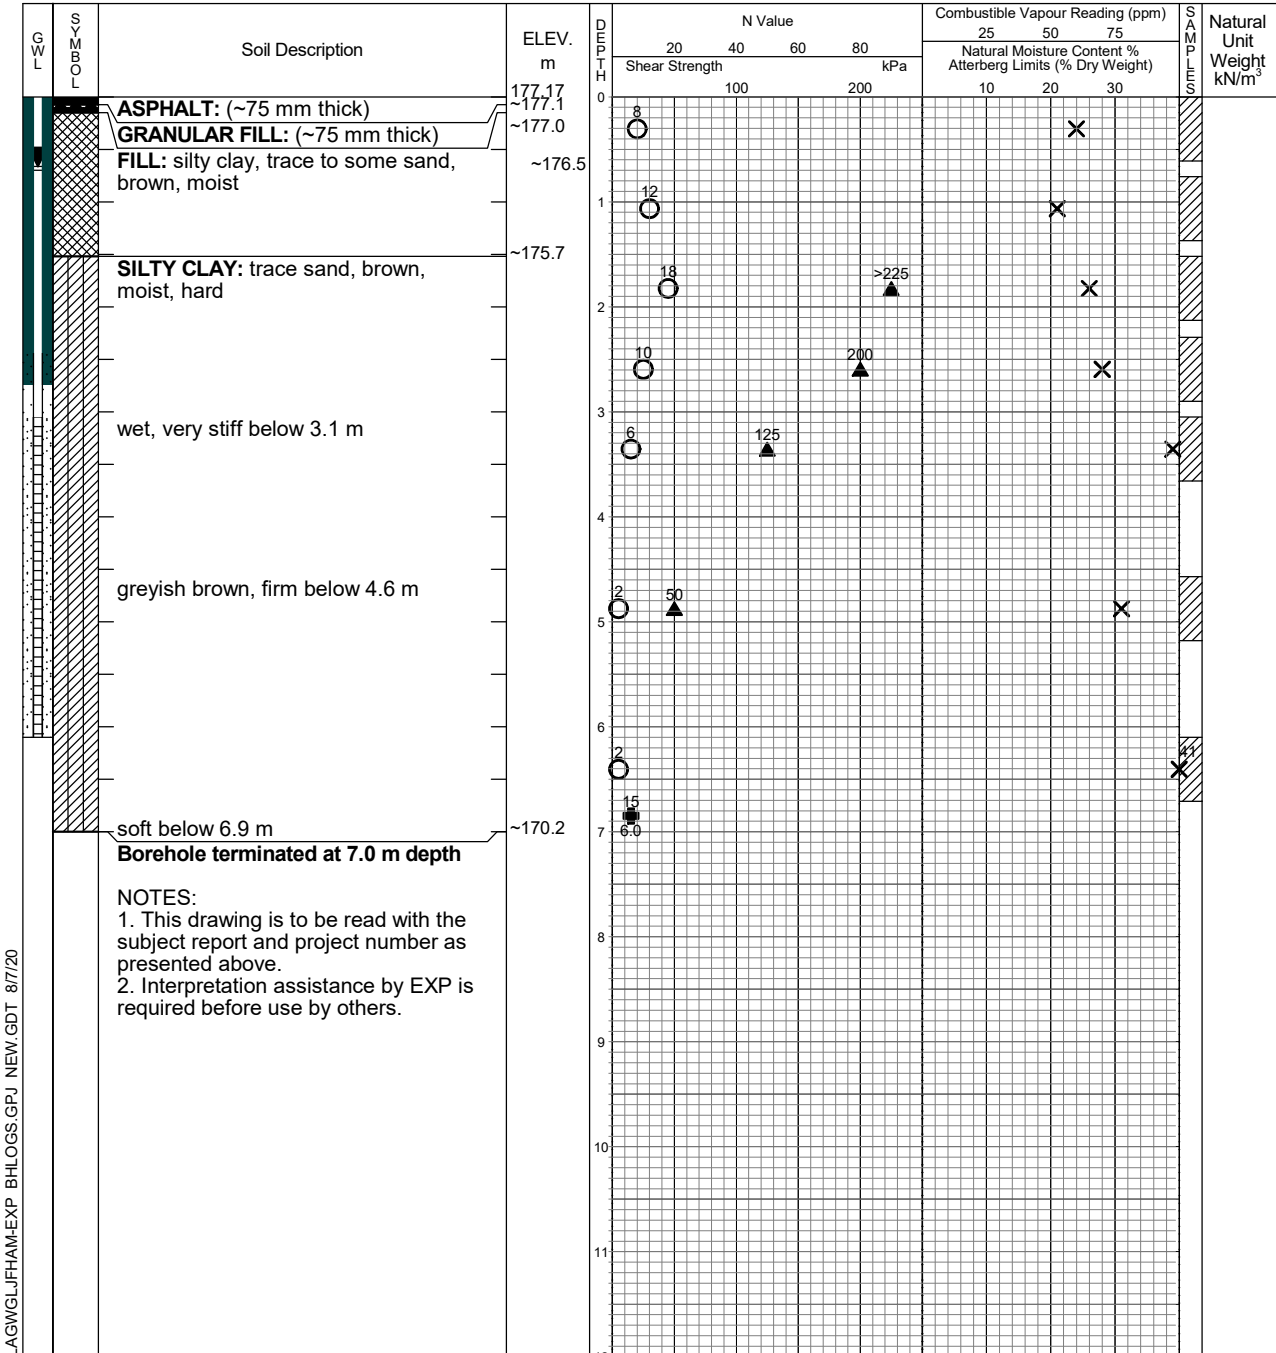 GWL
SYMBOL
Soil Description
ELEV.
m
DEPTH
N Value
20 40 60 80
Shear Strength kPa
100 200
Combustible Vapour Reading (ppm)
25 50 75
Natural Moisture Content %
Atterberg Limits (% Dry Weight)
10 20 30
SAMPLES
Natural
Unit
Weight
kN/m³
177.17
0
ASPHALT: (~75 mm thick) ~177.1
8
GRANULAR FILL: (~75 mm thick) ~177.0
FILL: silty clay, trace to some sand, ~176.5
brown, moist
12
1
~175.7
SILTY CLAY: trace sand, brown,
moist, hard
18 >225
2
10 200
3
wet, very stiff below 3.1 m
6 125
4
greyish brown, firm below 4.6 m
2 50
5
6
2 41
15
soft below 6.9 m ~170.2
6.0
7
Borehole terminated at 7.0 m depth
NOTES:
1. This drawing is to be read with the
subject report and project number as
presented above.
2. Interpretation assistance by EXP is
required before use by others.
8
9
10
11
AGWGLJFHAM-EXP BHLOGS.GPJ NEW.GDT 8/7/20